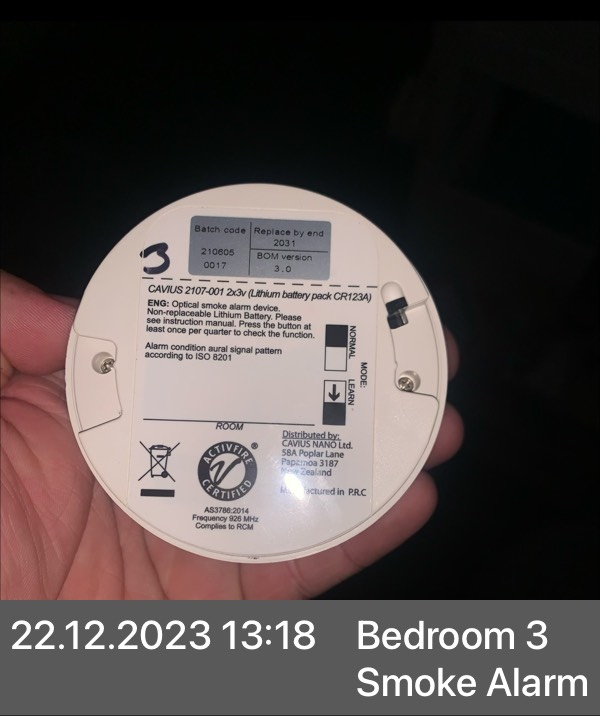 3
Batch code
210605
0017
Replace by end
2031
BOM version
3.0
CAVIUS 2107-001 2x3v (Lithium battery pack CR123A)
ENG: Optical smoke alarm device.
Non-replaceable Lithium Battery. Please
see instruction manual. Press the button at
least once per quarter to check the function.
Alarm condition aural signal pattern
according to ISO 8201
NORMAL
MODE:
LEARN
ROOM
ACTIVFIRE
CERTIFIED
®
AS3786:2014
Frequency 926 MHz
Complies to RCM
Distributed by:
CAVIUS NANO Ltd.
58A Poplar Lane
Papamoa 3187
New Zealand
Manufactured in P.R.C
22.12.2023 13:18
Bedroom 3
Smoke Alarm